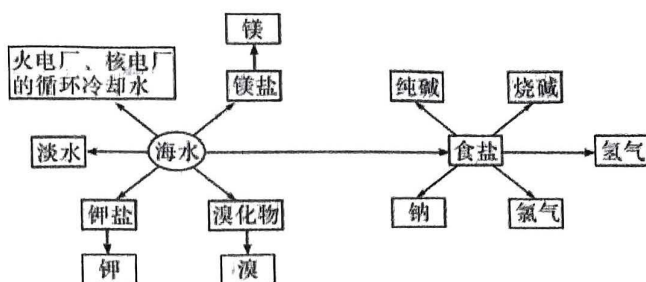 镁
火电厂、核电厂
的循环冷却水
镁盐
纯碱
烧碱
淡水
海水
食盐
氢气
钾盐
溴化物
钠
氯气
钾
溴